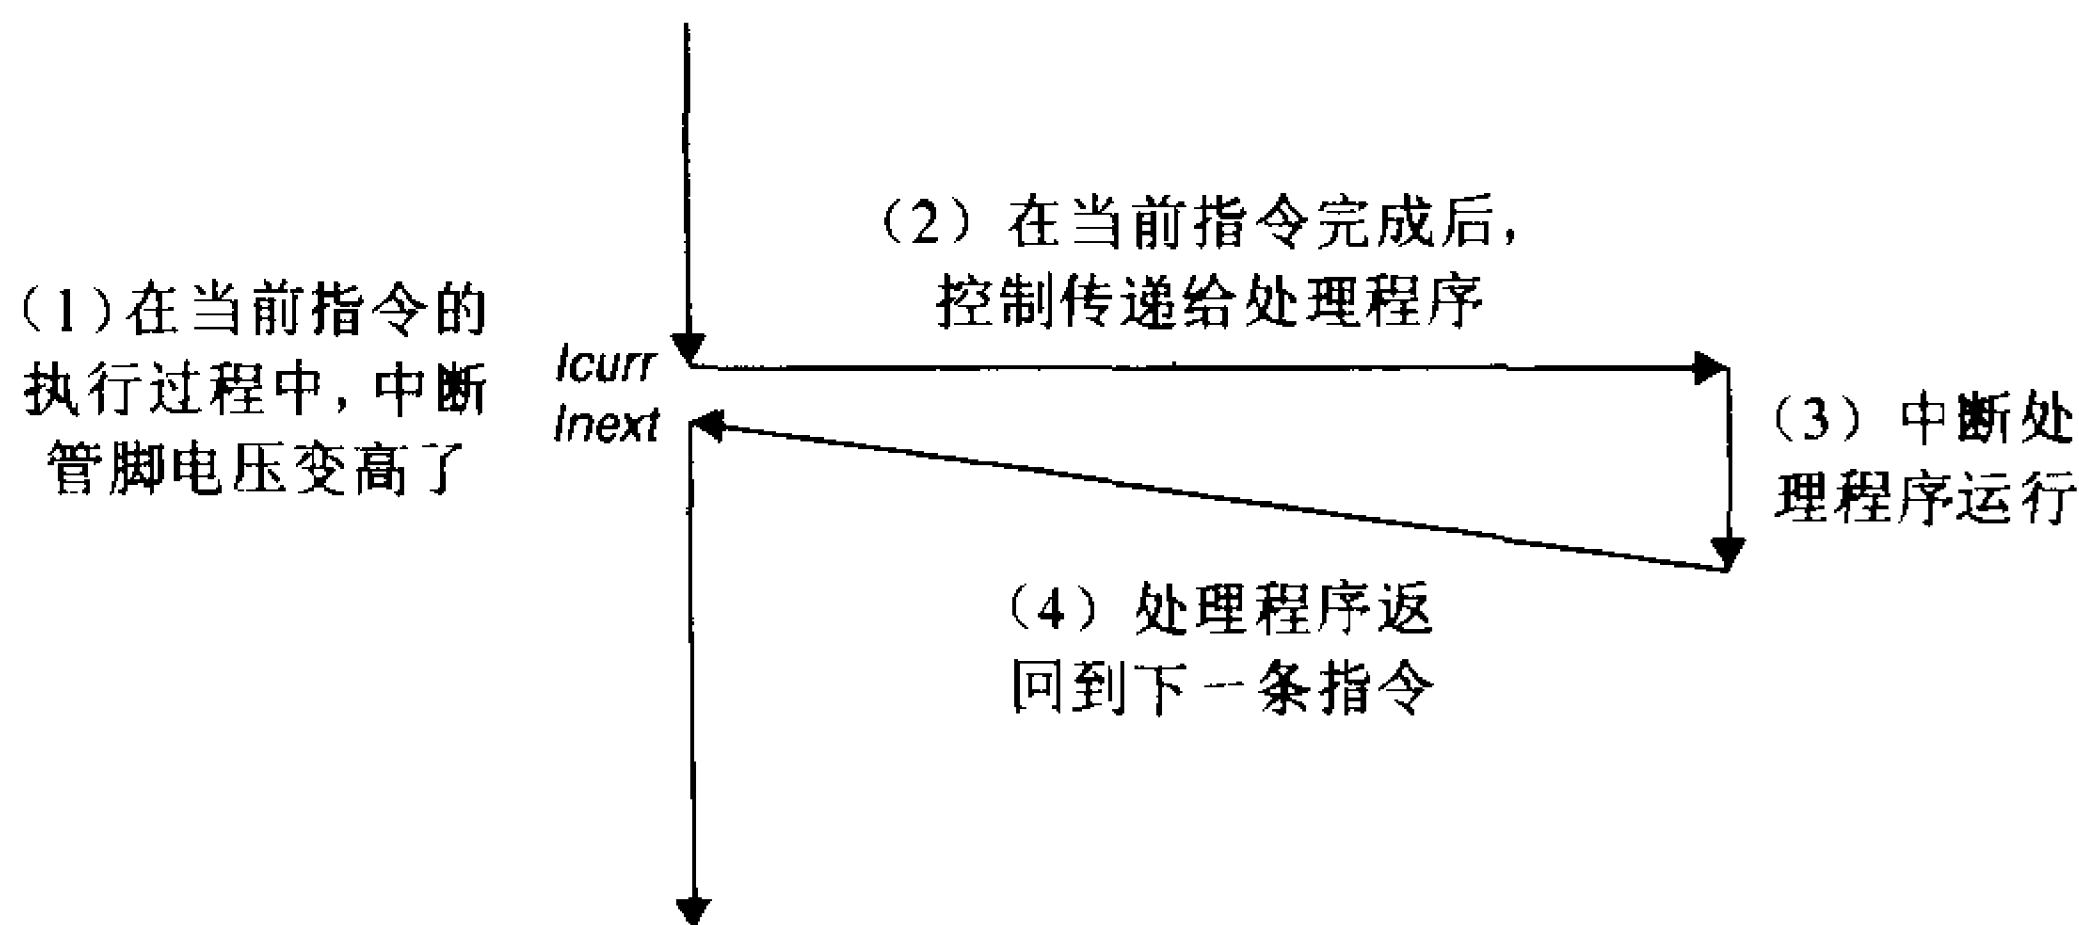 (1)在当前指令的
执行过程中,中断
管脚电压变高了
Icurr
Inext
(2) 在当前指令完成后,
控制传递给处理程序
(3) 中断处
理程序运行
(4) 处理程序返
回到下一条指令